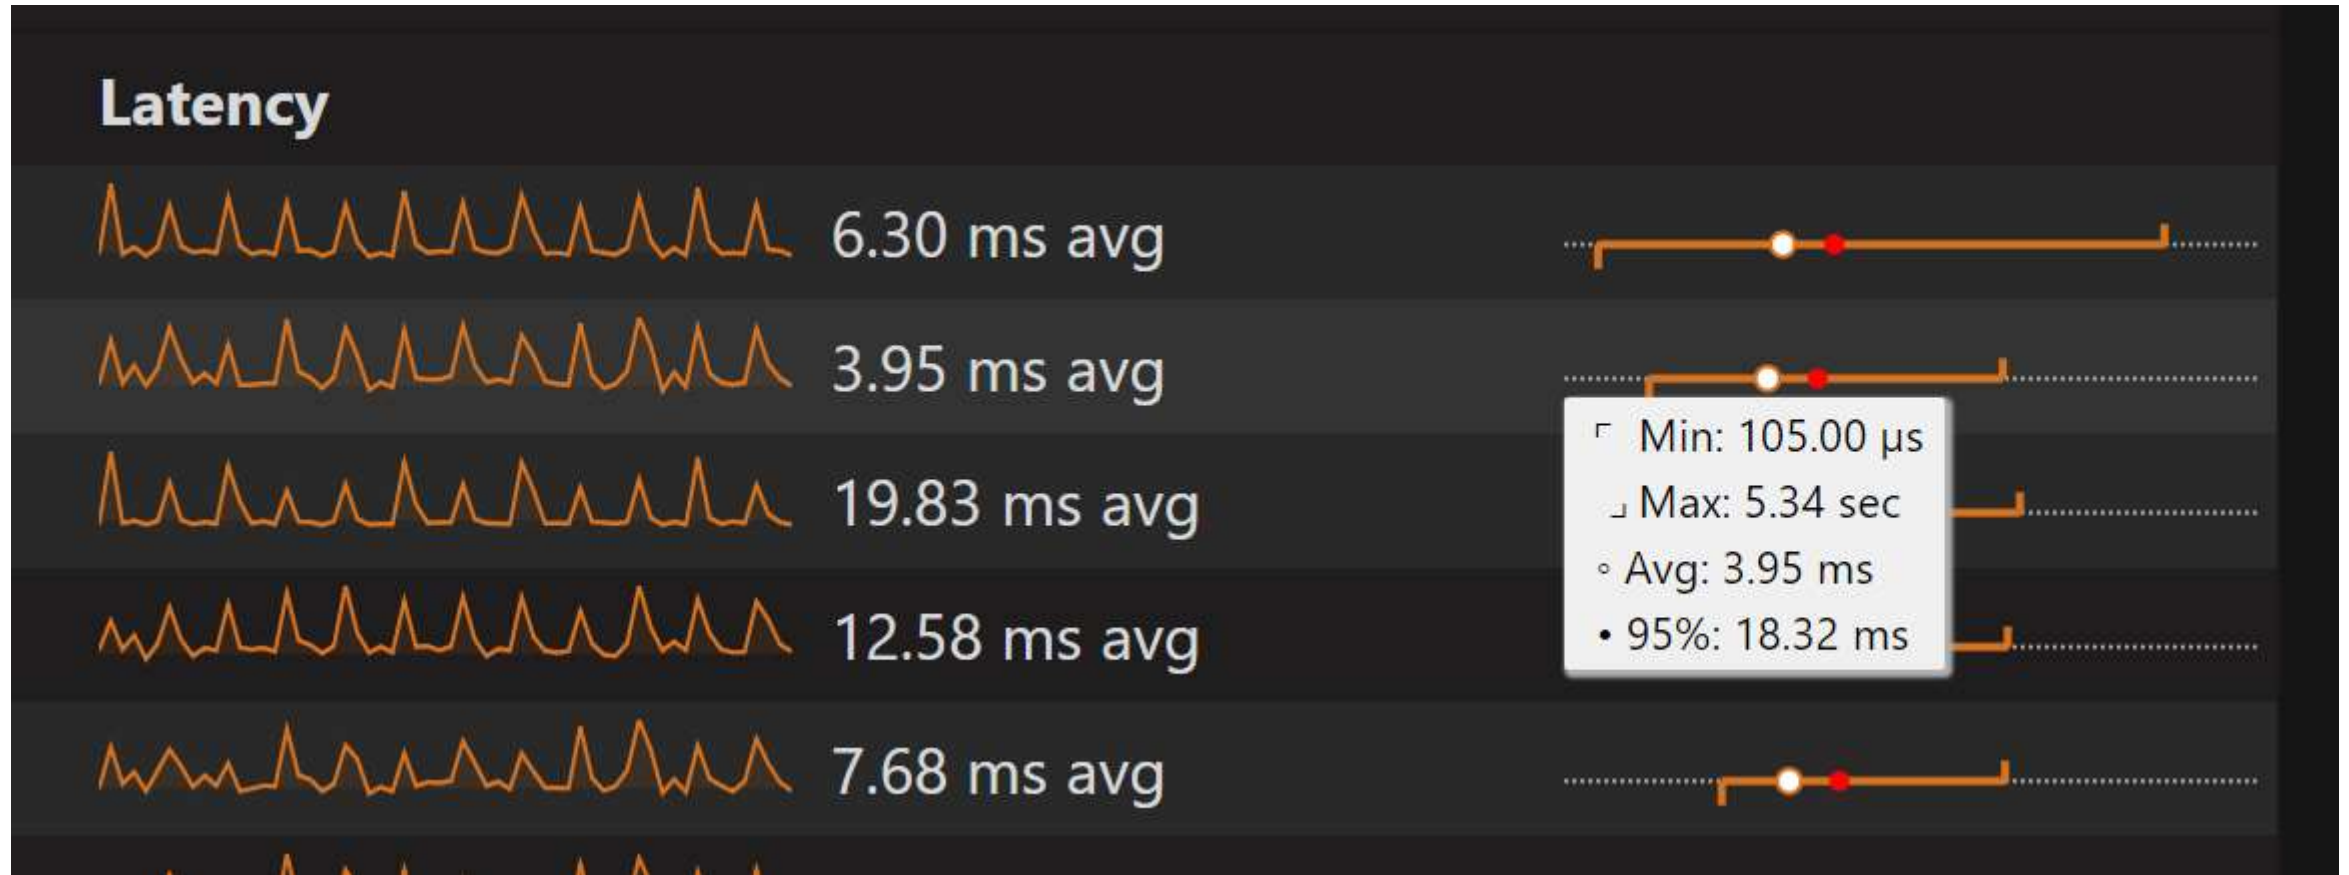 Latency
6.30 ms avg
3.95 ms avg
Min: 105.00 µs
Max: 5.34 sec
Avg: 3.95 ms
95%: 18.32 ms
19.83 ms avg
12.58 ms avg
7.68 ms avg